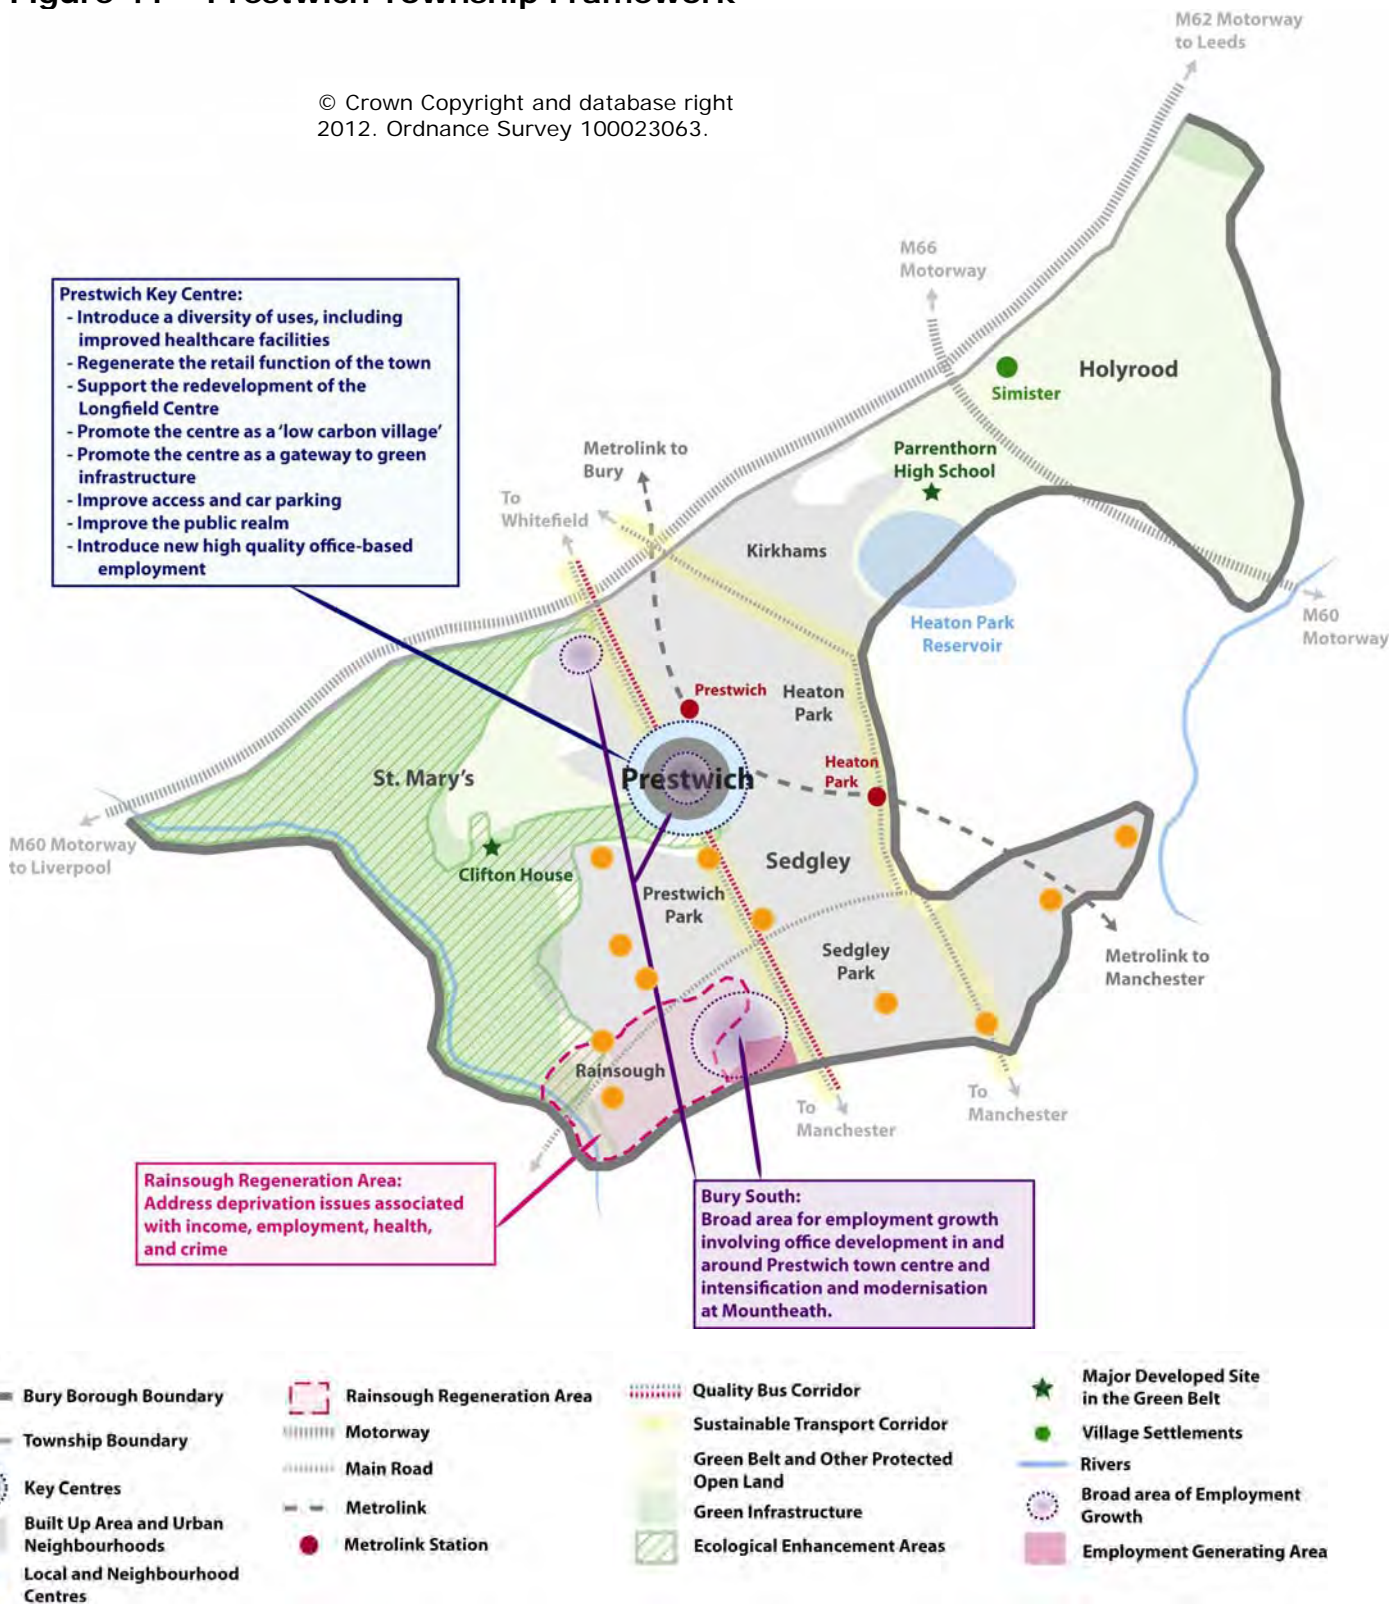 © Crown Copyright and database right
2012. Ordnance Survey 100023063.
M62 Motorway
to Leeds
M66
Motorway
Prestwich Key Centre:
- Introduce a diversity of uses, including
improved healthcare facilities
- Regenerate the retail function of the town
- Support the redevelopment of the
Longfield Centre
- Promote the centre as a 'low carbon village'
- Promote the centre as a gateway to green
infrastructure
- Improve access and car parking
- Improve the public realm
- Introduce new high quality office-based
employment
Holyrood
Simister
Metrolink to
Bury
Parrenthorn
High School
To
Whitefield
Kirkhams
Heaton Park
Reservoir
M60
Motorway
Prestwich
Heaton
Park
Heaton
Park
Prestwich
St. Mary's
M60 Motorway
to Liverpool
Clifton House
Sedgley
Prestwich
Park
Sedgley
Park
Metrolink to
Manchester
Rainsough
To
Manchester
To
Manchester
Rainsough Regeneration Area:
Address deprivation issues associated
with income, employment, health,
and crime
Bury South:
Broad area for employment growth
involving office development in and
around Prestwich town centre and
intensification and modernisation
at Mountheath.
Bury Borough Boundary
Township Boundary
Key Centres
Built Up Area and Urban
Neighbourhoods
Local and Neighbourhood
Centres
Rainsough Regeneration Area
Motorway
Main Road
Metrolink
Metrolink Station
Quality Bus Corridor
Sustainable Transport Corridor
Green Belt and Other Protected
Open Land
Green Infrastructure
Ecological Enhancement Areas
Major Developed Site
in the Green Belt
Village Settlements
Rivers
Broad area of Employment
Growth
Employment Generating Area